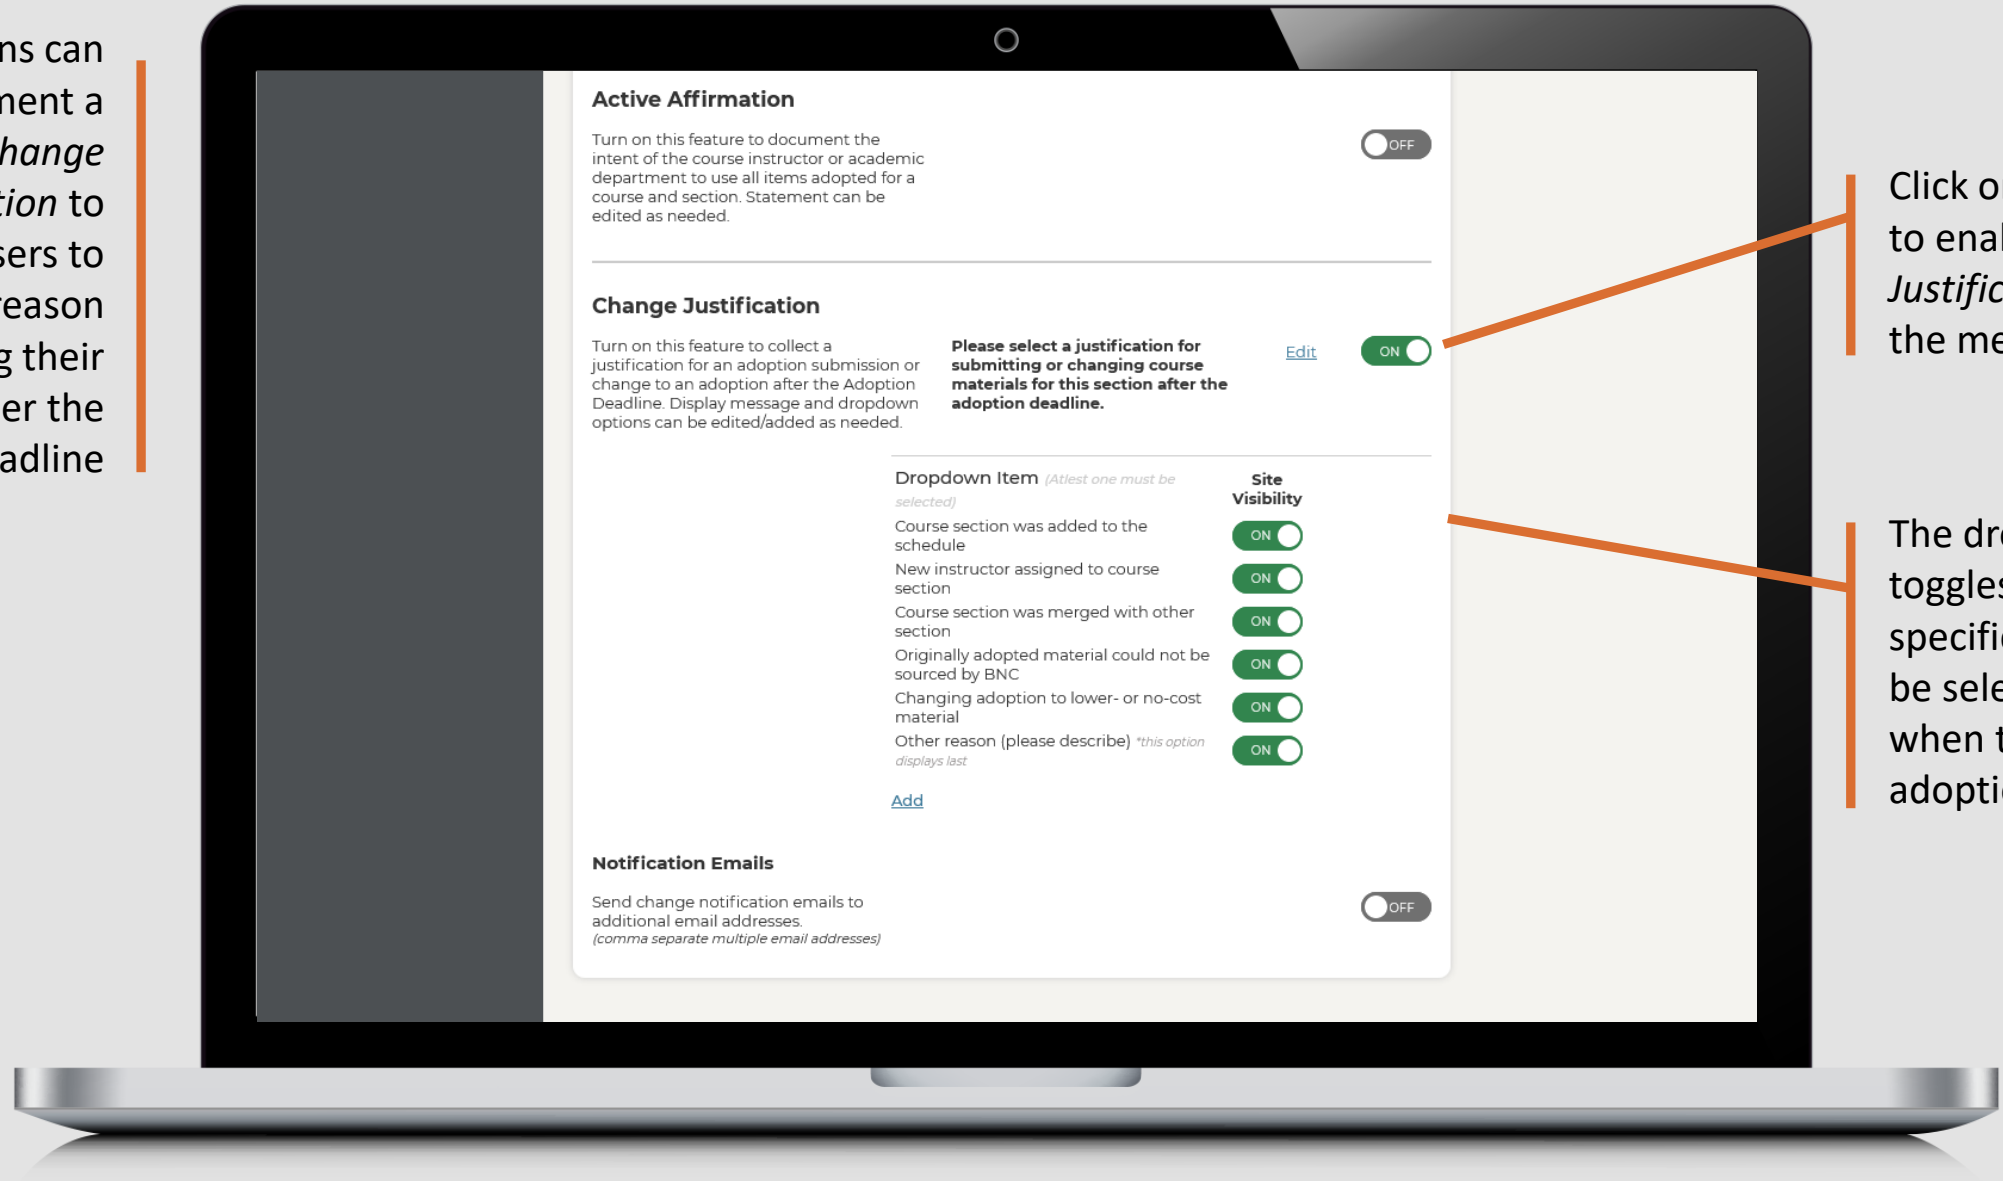 ns can
ment a
hange
tion to
sers to
reason
g their
er the
adline
Active Affirmation
Turn on this feature to document the
intent of the course instructor or academic
department to use all items adopted for a
course and section. Statement can be
edited as needed.
OFF
Change Justification
Turn on this feature to collect a
justification for an adoption submission or
change to an adoption after the Adoption
Deadline. Display message and dropdown
options can be edited/added as needed.
Please select a justification for
submitting or changing course
materials for this section after the
adoption deadline.
Edit
ON
Dropdown Item (Atlest one must be
selected)
Site
Visibility
Course section was added to the
schedule
ON
New instructor assigned to course
section
ON
Course section was merged with other
section
ON
Originally adopted material could not be
sourced by BNC
ON
Changing adoption to lower- or no-cost
material
ON
Other reason (please describe) *this option
displays last
ON
Add
Notification Emails
Send change notification emails to
additional email addresses.
(comma separate multiple email addresses)
OFF
Click o
to enal
Justific
the me
The dr
toggles
specifi
be sele
when t
adopti